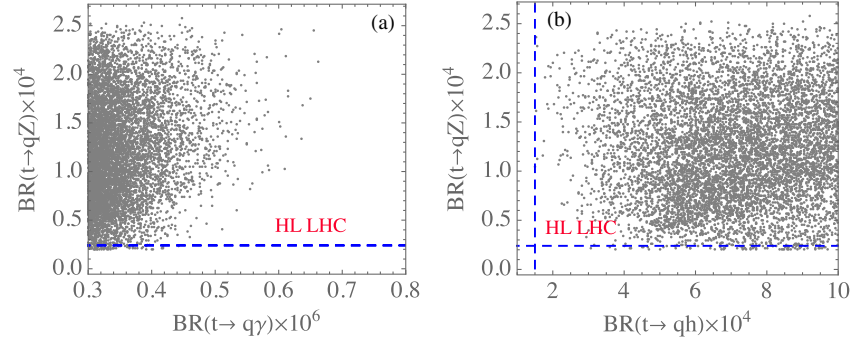 (a)
BR(t→qZ)×10⁴
2.5
2.0
1.5
1.0
0.5
0.0
HL LHC
0.3 0.4 0.5 0.6 0.7 0.8
BR(t→ qγ)×10⁶
(b)
BR(t→qZ)×10⁴
2.5
2.0
1.5
1.0
0.5
0.0
HL LHC
2 4 6 8 10
BR(t→ qh)×10⁴